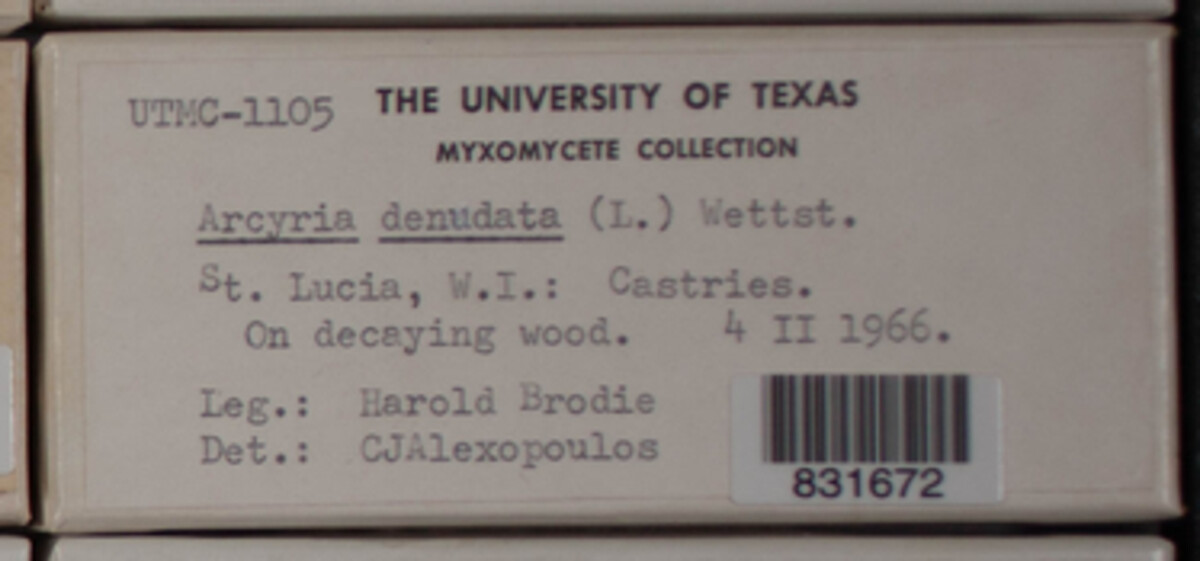 UTMC-1105 THE UNIVERSITY OF TEXAS
MYXOMYCETE COLLECTION
Arcyria denudata (L.) Wettst.
St. Lucia, W.I.: Castries.
On decaying wood. 4 II 1966.
Leg.: Harold Brodie
Det.: CJAlexopoulos
831672